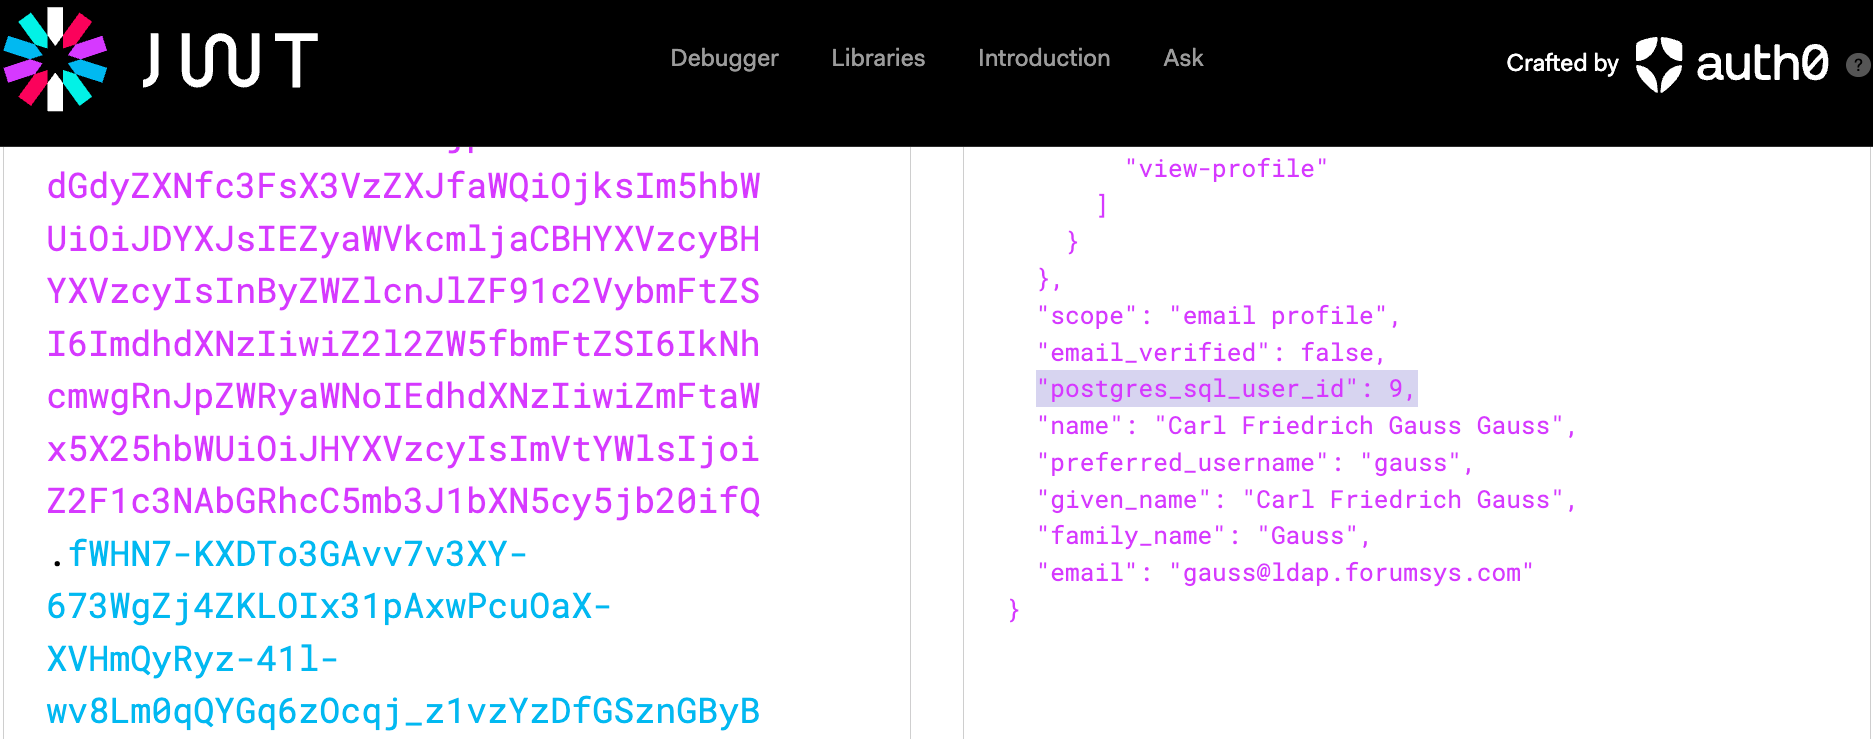 JWT
Debugger
Libraries
Introduction
Ask
Crafted by
auth0
?
dGdyZXNfc3FsX3VzZXJfaWQiOjksIm5hbW
UiOiJDYXJsIEZyaWVkcmljaCBHYXVzcyBH
YXVzcyIsInByZWZlcnJlZF91c2VybmFtZS
I6ImdhdXNzIiwiZ2l2ZW5fbmFtZSI6IkNh
cmwgRnJpZWRyaWNoIEdhdXNzIiwiZmFtaW
x5X25hbWUiOiJHYXVzcyIsImVtYWlsIjoi
Z2F1c3NAbGRhcC5mb3J1bXN5cy5jb20ifQ
.fWHN7-KXDTo3GAvv7v3XY-
673WgZj4ZKLOIx31pAxwPcuOaX-
XVHmQyRyz-41l-
wv8Lm0qQYGq6zOcqj_z1vzYzDfGSznGByB
"view-profile"
]
}
},
"scope": "email profile",
"email_verified": false,
"postgres_sql_user_id": 9,
"name": "Carl Friedrich Gauss Gauss",
"preferred_username": "gauss",
"given_name": "Carl Friedrich Gauss",
"family_name": "Gauss",
"email": "gauss@ldap.forumsys.com"
}